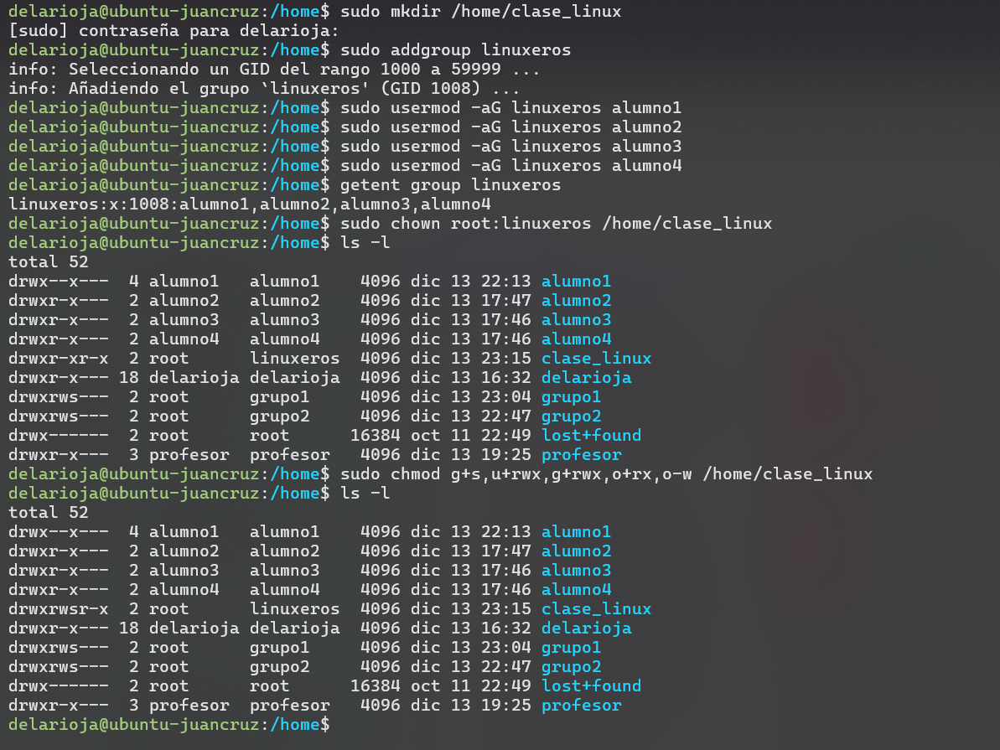 delarioja@ubuntu-juancruz:/home$ sudo mkdir /home/clase_linux
[sudo] contraseña para delarioja:
delarioja@ubuntu-juancruz:/home$ sudo addgroup linuxeros
info: Seleccionando un GID del rango 1000 a 59999 ...
info: Añadiendo el grupo `linuxeros' (GID 1008) ...
delarioja@ubuntu-juancruz:/home$ sudo usermod -aG linuxeros alumno1
delarioja@ubuntu-juancruz:/home$ sudo usermod -aG linuxeros alumno2
delarioja@ubuntu-juancruz:/home$ sudo usermod -aG linuxeros alumno3
delarioja@ubuntu-juancruz:/home$ sudo usermod -aG linuxeros alumno4
delarioja@ubuntu-juancruz:/home$ getent group linuxeros
linuxeros:x:1008:alumno1,alumno2,alumno3,alumno4
delarioja@ubuntu-juancruz:/home$ sudo chown root:linuxeros /home/clase_linux
delarioja@ubuntu-juancruz:/home$ ls -l
total 52
drwx--x---  4 alumno1   alumno1    4096 dic 13 22:13 alumno1
drwxr-x---  2 alumno2   alumno2    4096 dic 13 17:47 alumno2
drwxr-x---  2 alumno3   alumno3    4096 dic 13 17:46 alumno3
drwxr-x---  2 alumno4   alumno4    4096 dic 13 17:46 alumno4
drwxr-xr-x  2 root      linuxeros  4096 dic 13 23:15 clase_linux
drwxr-x--- 18 delarioja delarioja  4096 dic 13 16:32 delarioja
drwxrws---  2 root      grupo1     4096 dic 13 23:04 grupo1
drwxrws---  2 root      grupo2     4096 dic 13 22:47 grupo2
drwx------  2 root      root      16384 oct 11 22:49 lost+found
drwxr-x---  3 profesor  profesor   4096 dic 13 19:25 profesor
delarioja@ubuntu-juancruz:/home$ sudo chmod g+s,u+rwx,g+rwx,o+rx,o-w /home/clase_linux
delarioja@ubuntu-juancruz:/home$ ls -l
total 52
drwx--x---  4 alumno1   alumno1    4096 dic 13 22:13 alumno1
drwxr-x---  2 alumno2   alumno2    4096 dic 13 17:47 alumno2
drwxr-x---  2 alumno3   alumno3    4096 dic 13 17:46 alumno3
drwxr-x---  2 alumno4   alumno4    4096 dic 13 17:46 alumno4
drwxrwsr-x  2 root      linuxeros  4096 dic 13 23:15 clase_linux
drwxr-x--- 18 delarioja delarioja  4096 dic 13 16:32 delarioja
drwxrws---  2 root      grupo1     4096 dic 13 23:04 grupo1
drwxrws---  2 root      grupo2     4096 dic 13 22:47 grupo2
drwx------  2 root      root      16384 oct 11 22:49 lost+found
drwxr-x---  3 profesor  profesor   4096 dic 13 19:25 profesor
delarioja@ubuntu-juancruz:/home$